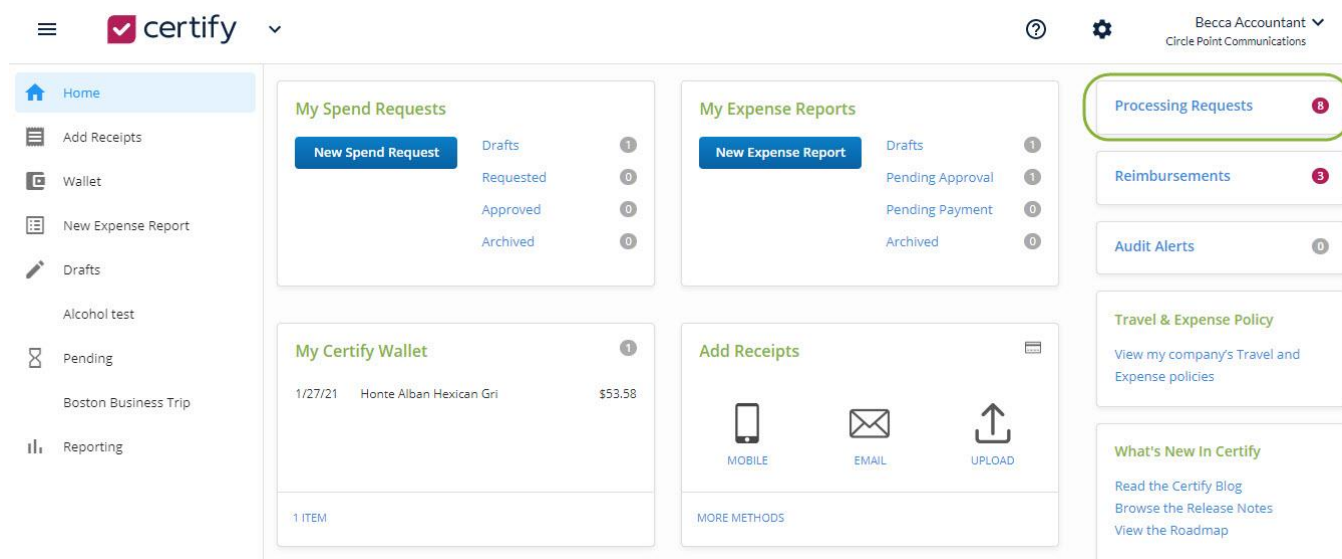 certify
Becca Accountant
Circle Point Communications
Home
Add Receipts
Wallet
New Expense Report
Drafts
Alcohol test
Pending
Boston Business Trip
Reporting
My Spend Requests
New Spend Request
Drafts 1
Requested 0
Approved 0
Archived 0
My Expense Reports
New Expense Report
Drafts 1
Pending Approval 1
Pending Payment 0
Archived 0
My Certify Wallet 1
1/27/21 Honte Alban Hexican Gri $53.58
1 ITEM
Add Receipts
MOBILE EMAIL UPLOAD
MORE METHODS
Processing Requests 8
Reimbursements 3
Audit Alerts 0
Travel & Expense Policy
View my company's Travel and
Expense policies
What's New In Certify
Read the Certify Blog
Browse the Release Notes
View the Roadmap